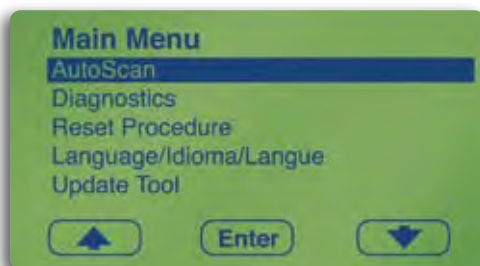 Main Menu
AutoScan
Diagnostics
Reset Procedure
Language/Idioma/Langue
Update Tool
Enter